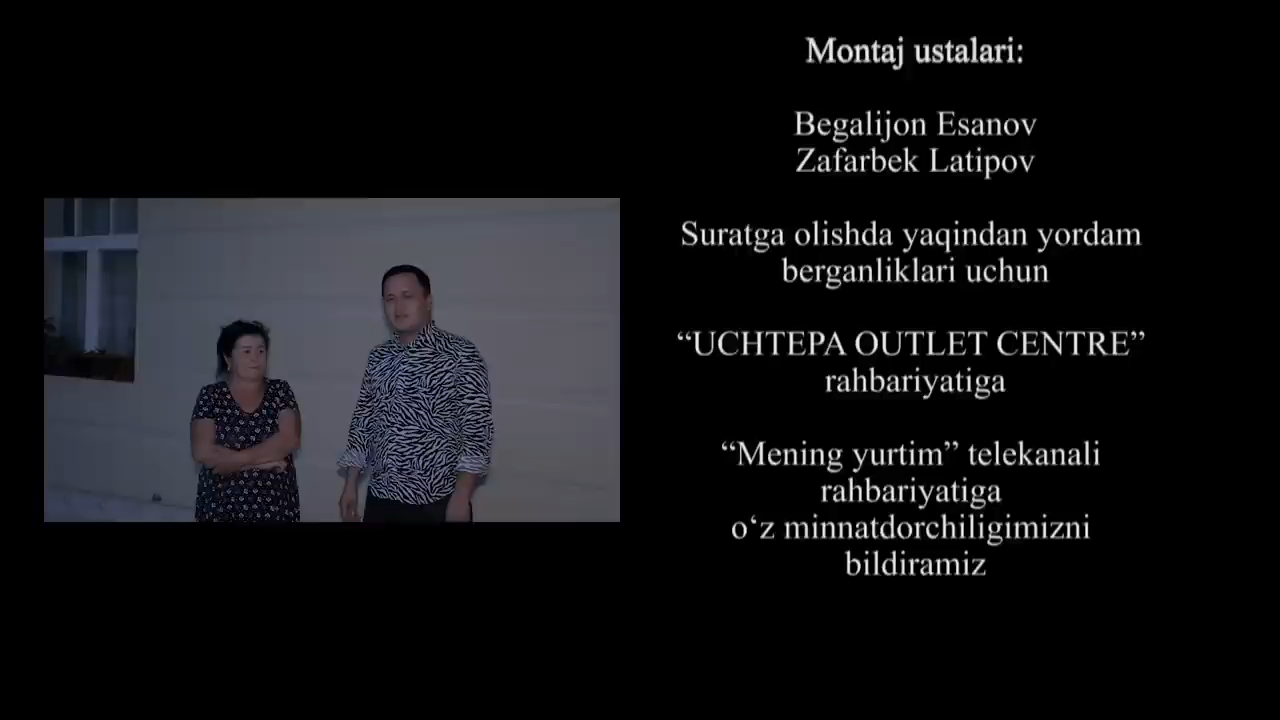 Montaj ustalari:
Begalijon Esanov
Zafarbek Latipov
Suratga olishda yaqindan yordam
berganliklari uchun
“UCHTEPA OUTLET CENTRE”
rahbariyatiga
“Mening yurtim” telekanali
rahbariyatiga
o‘z minnatdorchiligimizni
bildiramiz